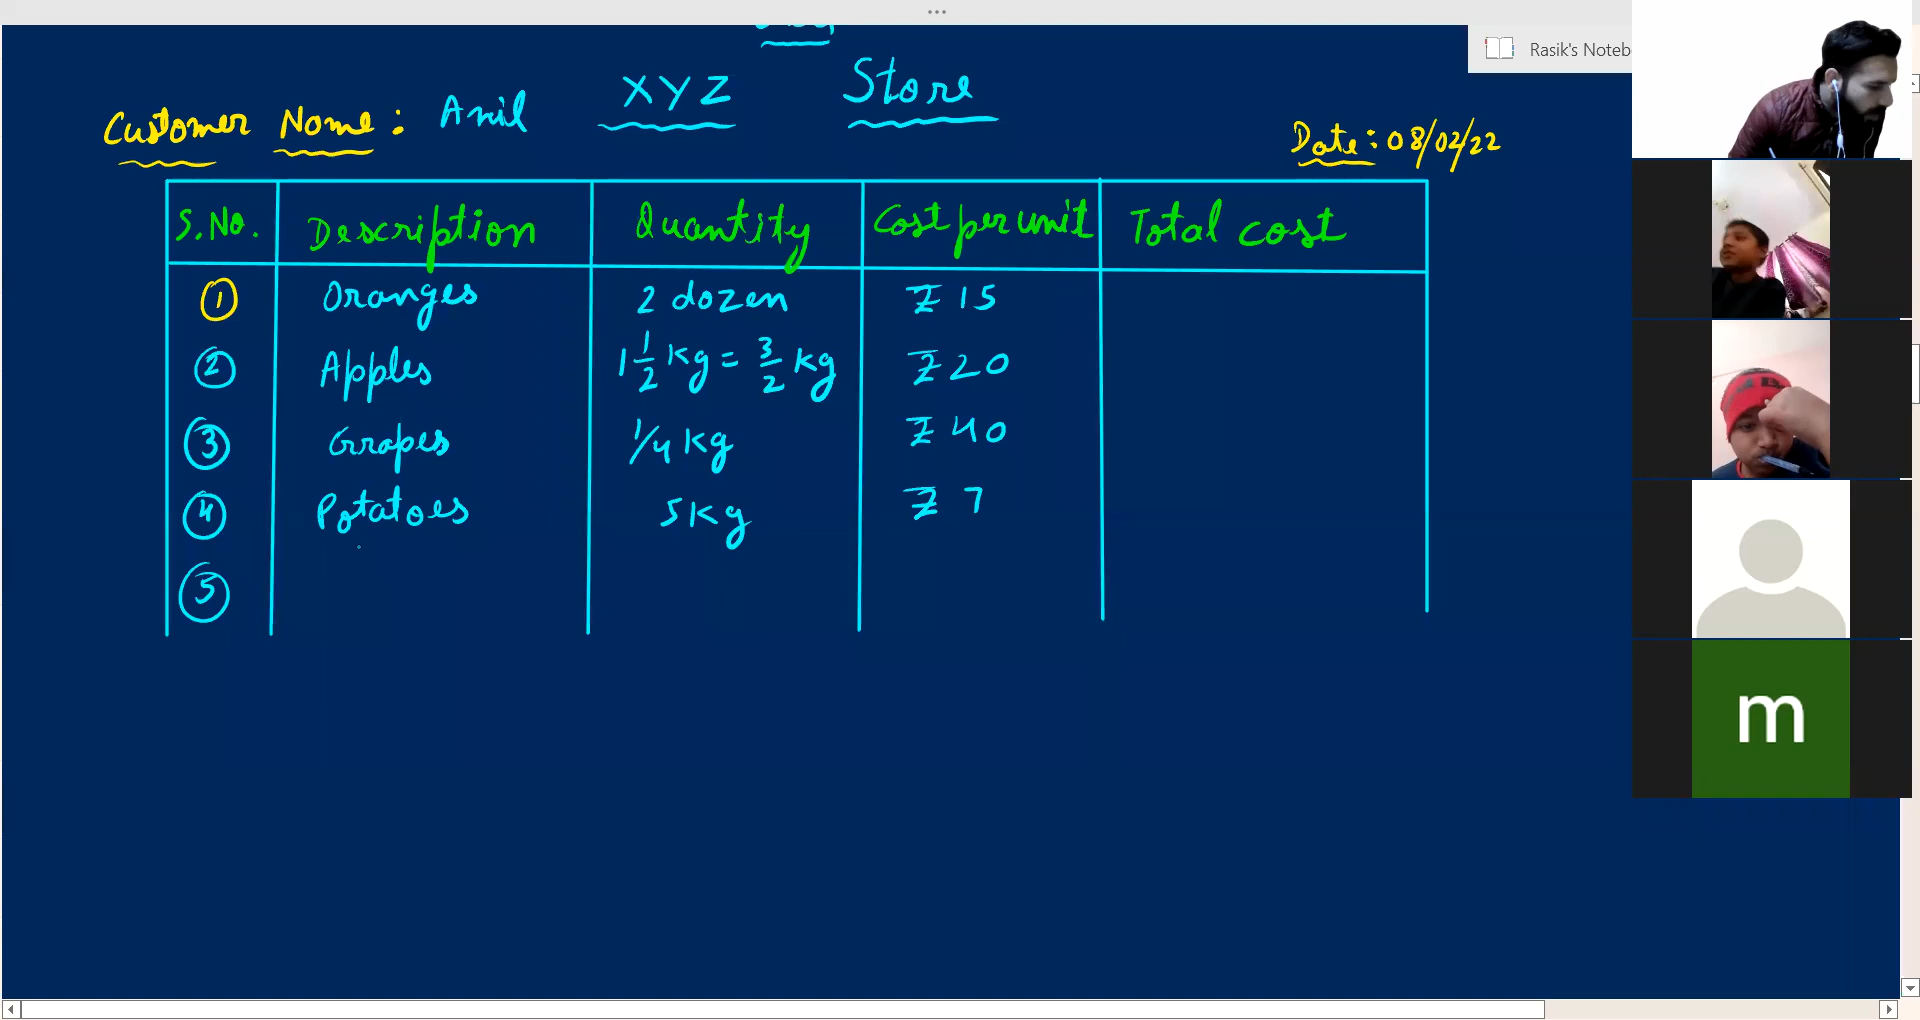 Rasik's Noteb
XYZ Store
Customer Name: Anil
Date: 08/02/22
S.No. Description Quantity Cost per unit Total cost
1 Oranges 2 dozen ₹ 15
2 Apples 1 1/2 kg = 3/2 kg ₹ 20
3 Grapes 1/4 kg ₹ 40
4 Potatoes 5 kg ₹ 7
5
m